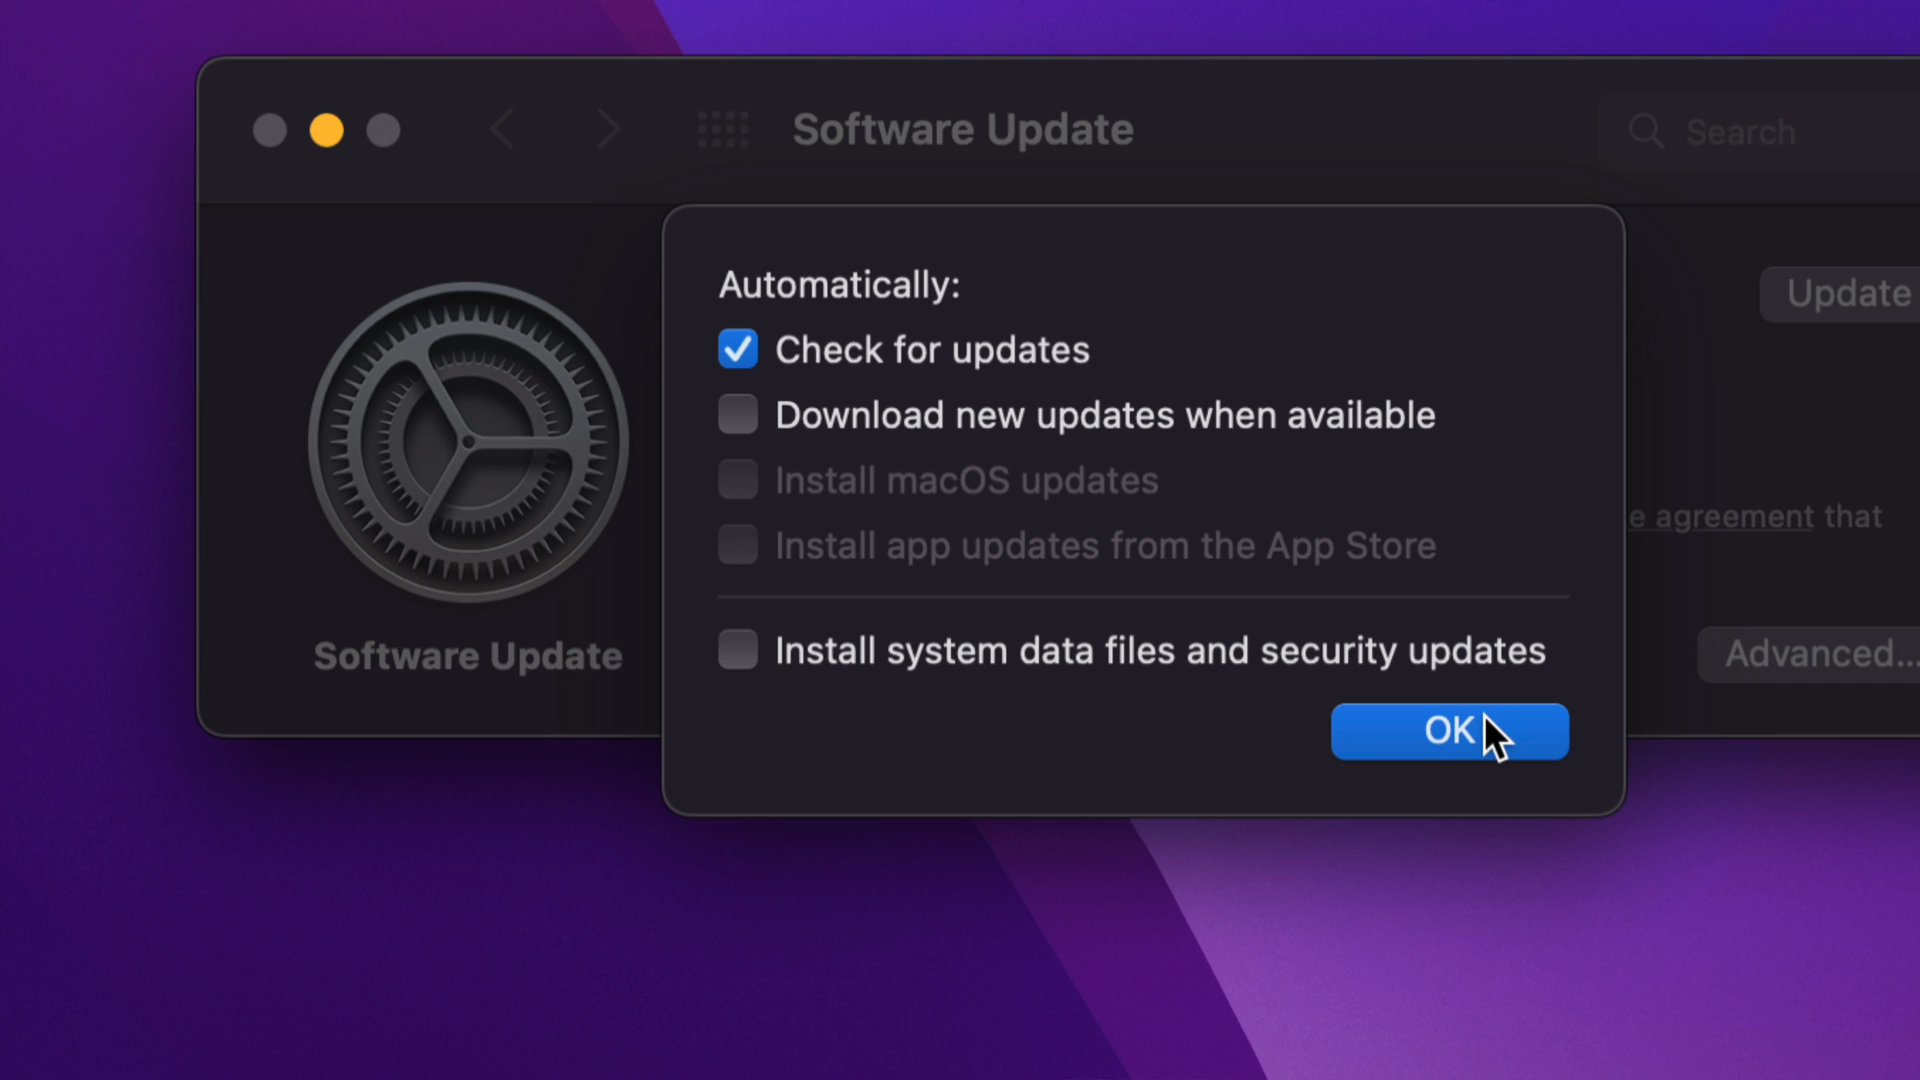 Software Update
Search
Automatically:
Check for updates
Download new updates when available
Install macOS updates
Install app updates from the App Store
Install system data files and security updates
OK
Software Update
Update
e agreement that
Advanced...